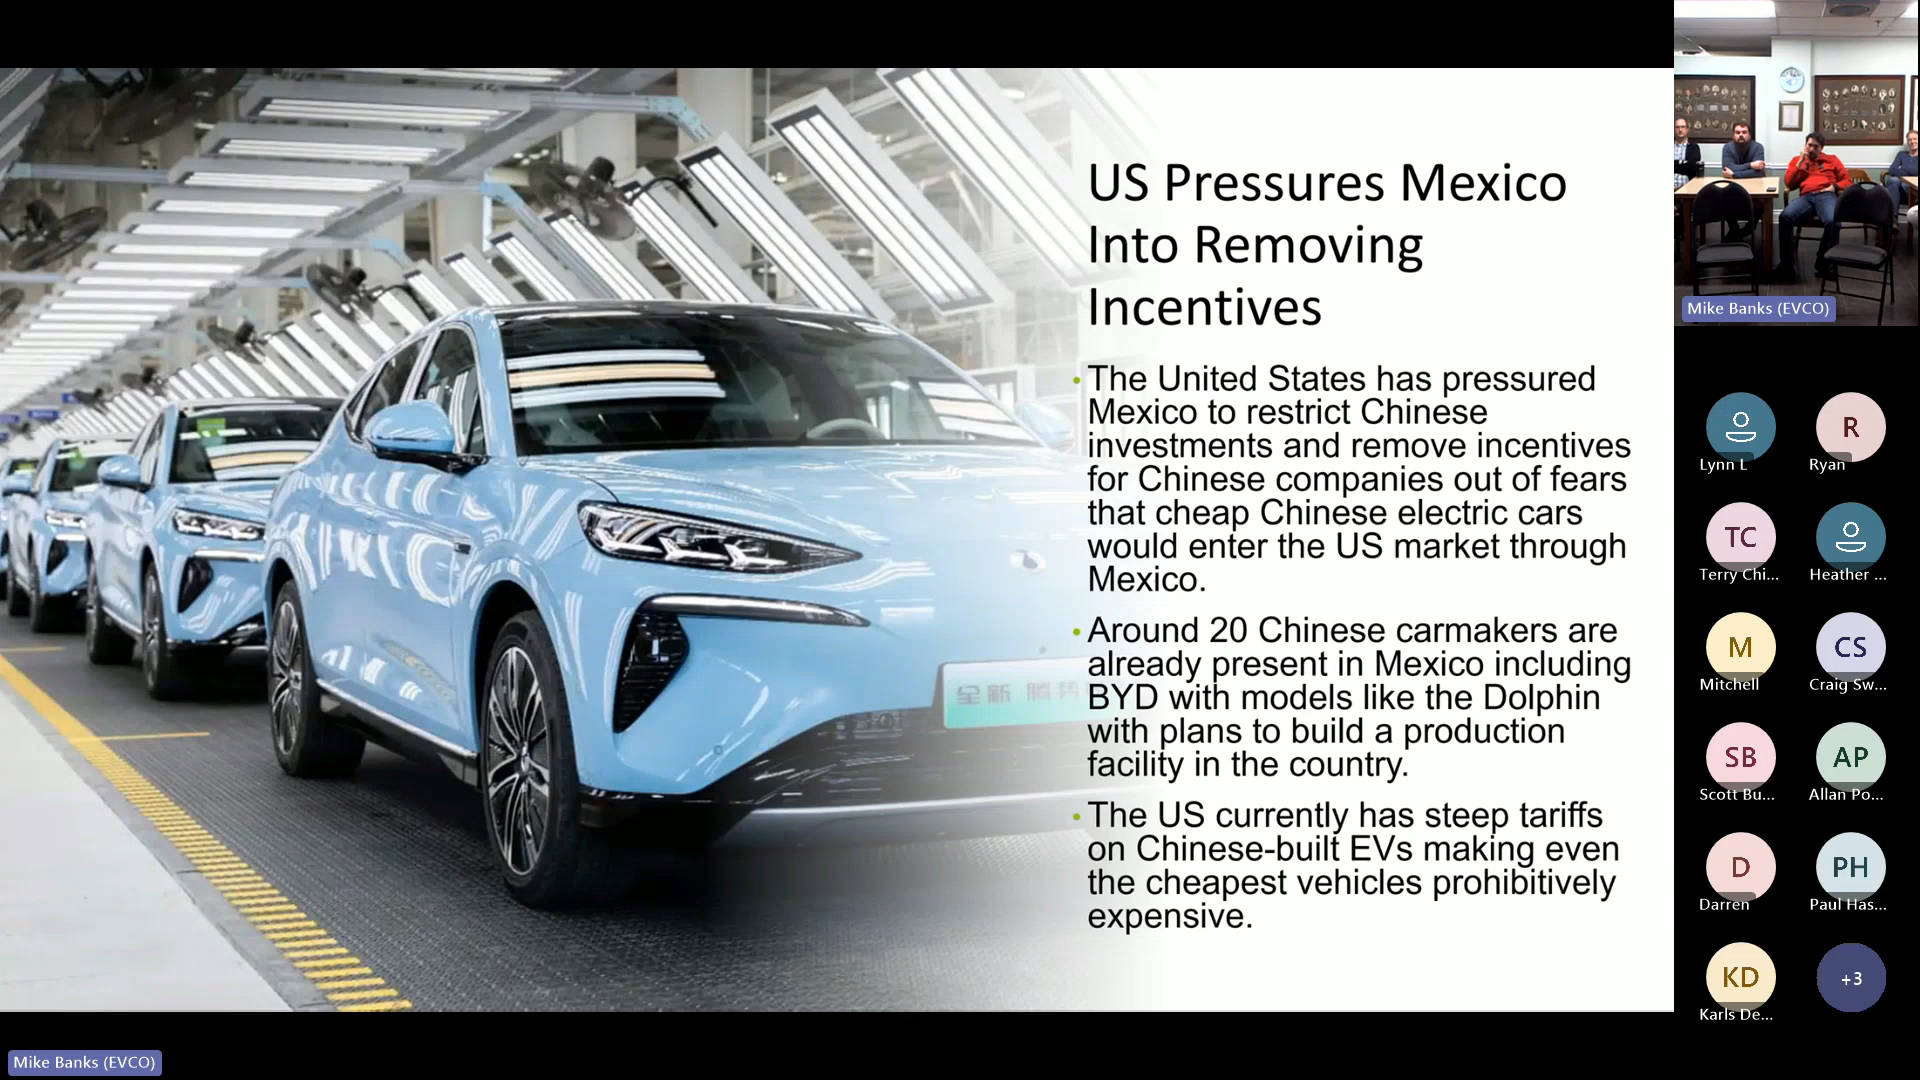 US Pressures Mexico
Into Removing
Incentives
• The United States has pressured
Mexico to restrict Chinese
investments and remove incentives
for Chinese companies out of fears
that cheap Chinese electric cars
would enter the US market through
Mexico.
• Around 20 Chinese carmakers are
already present in Mexico including
BYD with models like the Dolphin
with plans to build a production
facility in the country.
• The US currently has steep tariffs
on Chinese-built EVs making even
the cheapest vehicles prohibitively
expensive.
全新 腾势
Mike Banks (EVCO)
Lynn L
R
Ryan
TC
Terry Chi...
Heather ...
M
Mitchell
CS
Craig Sw...
SB
Scott Bu...
AP
Allan Po...
D
Darren
PH
Paul Has...
KD
Karls De...
+3
Mike Banks (EVCO)